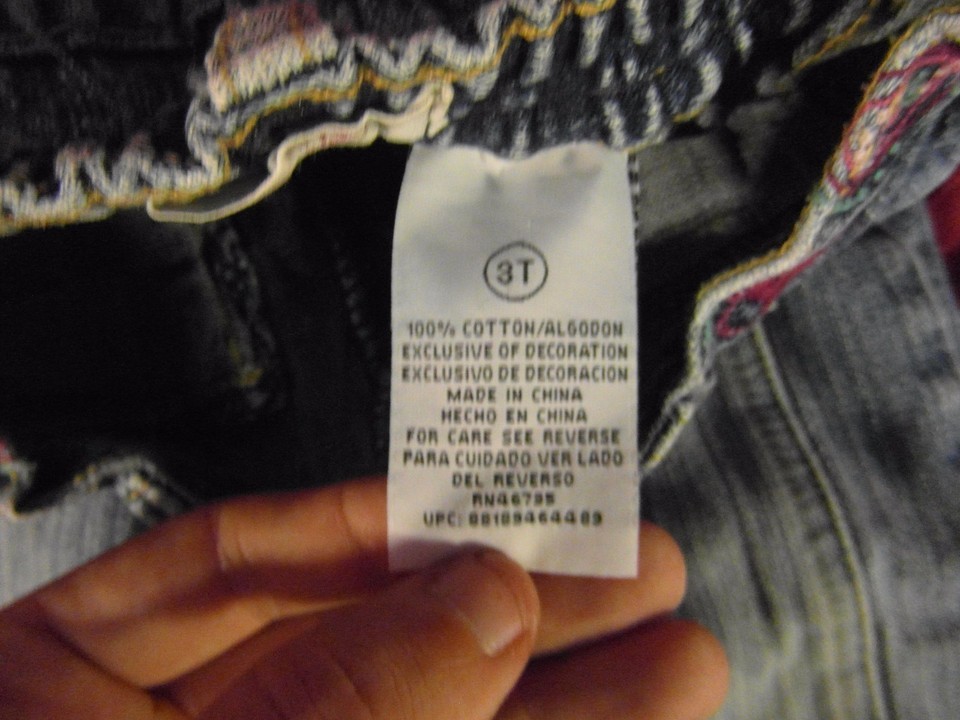 3T
100% COTTON/ALGODON
EXCLUSIVE OF DECORATION
EXCLUSIVO DE DECORACION
MADE IN CHINA
HECHO EN CHINA
FOR CARE SEE REVERSE
PARA CUIDADO VER LADO
DEL REVERSO
RN46795
UPC: